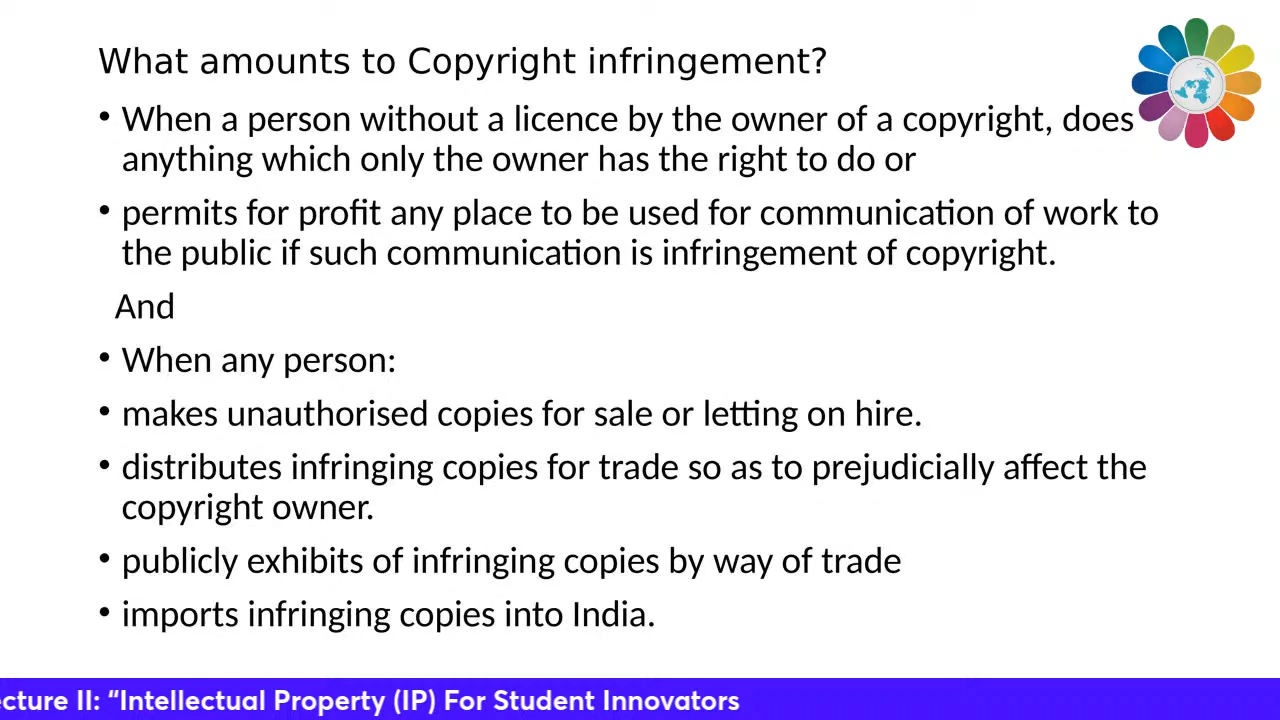 What amounts to Copyright infringement?
• When a person without a licence by the owner of a copyright, does
anything which only the owner has the right to do or
• permits for profit any place to be used for communication of work to
the public if such communication is infringement of copyright.
And
• When any person:
• makes unauthorised copies for sale or letting on hire.
• distributes infringing copies for trade so as to prejudicially affect the
copyright owner.
• publicly exhibits of infringing copies by way of trade
• imports infringing copies into India.
ecture II: “Intellectual Property (IP) For Student Innovators